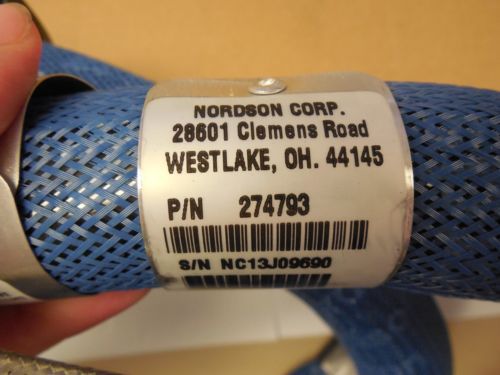 NORDSON CORP.
28601 Clemens Road
WESTLAKE, OH. 44145
P/N 274793
S/N NC13J09690